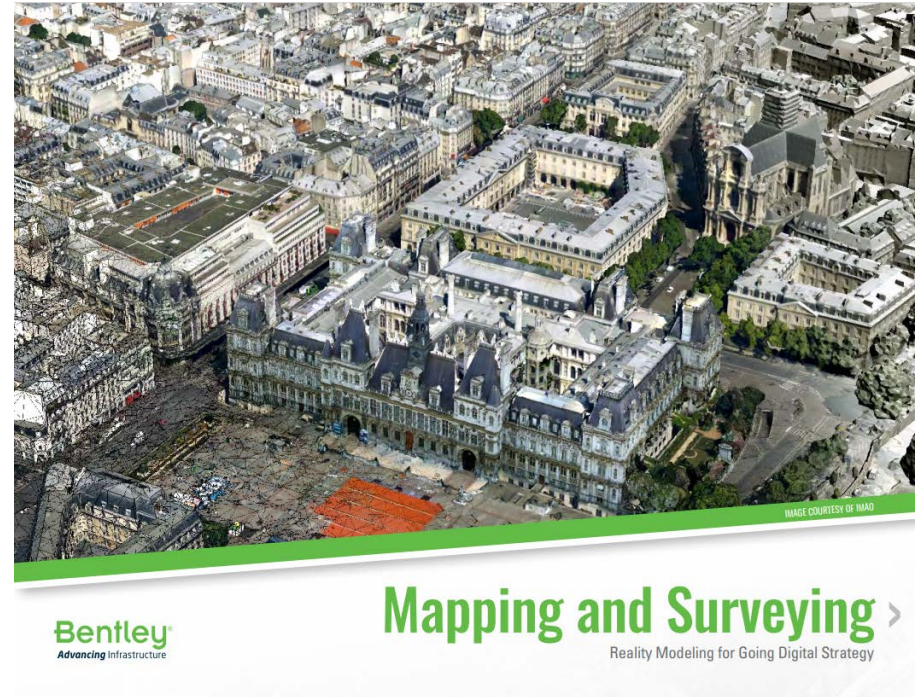 IMAGE COURTESY OF IMAO
Mapping and Surveying
Reality Modeling for Going Digital Strategy
Bentley®
Advancing Infrastructure